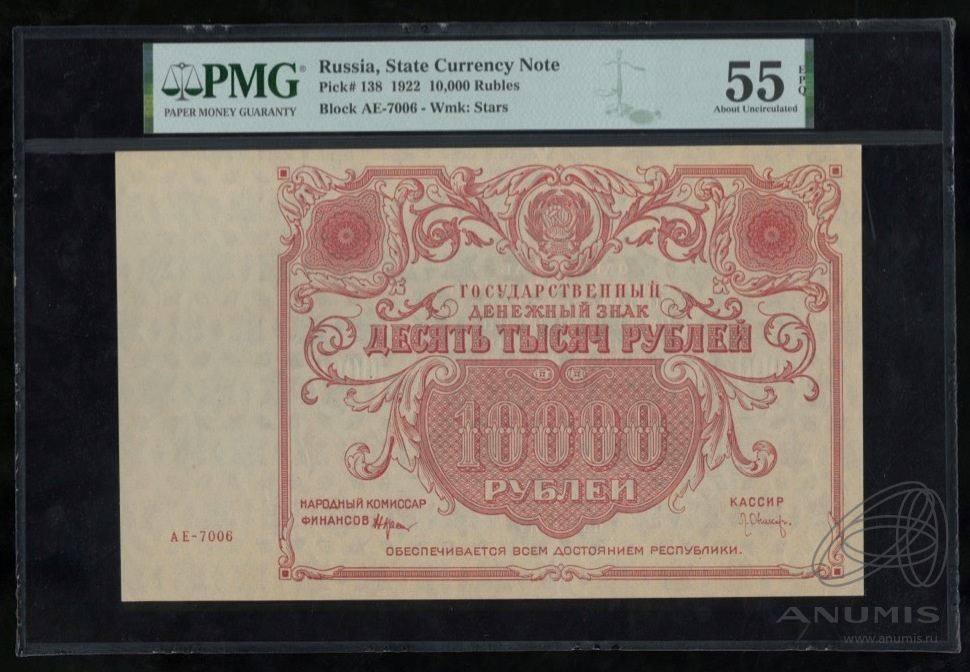 PMG
PAPER MONEY GUARANTY
Russia, State Currency Note
Pick# 138 1922 10,000 Rubles
Block AE-7006 - Wmk: Stars
55 EPQ
About Uncirculated
ГОСУДАРСТВЕННЫЙ
ДЕНЕЖНЫЙ ЗНАК
ДЕСЯТЬ ТЫСЯЧ РУБЛЕЙ
10000
РУБЛЕЙ
НАРОДНЫЙ КОМИССАР
ФИНАНСОВ
КАССИР
АЕ-7006
ОБЕСПЕЧИВАЕТСЯ ВСЕМ ДОСТОЯНИЕМ РЕСПУБЛИКИ.
ANUMIS
www.anumis.ru